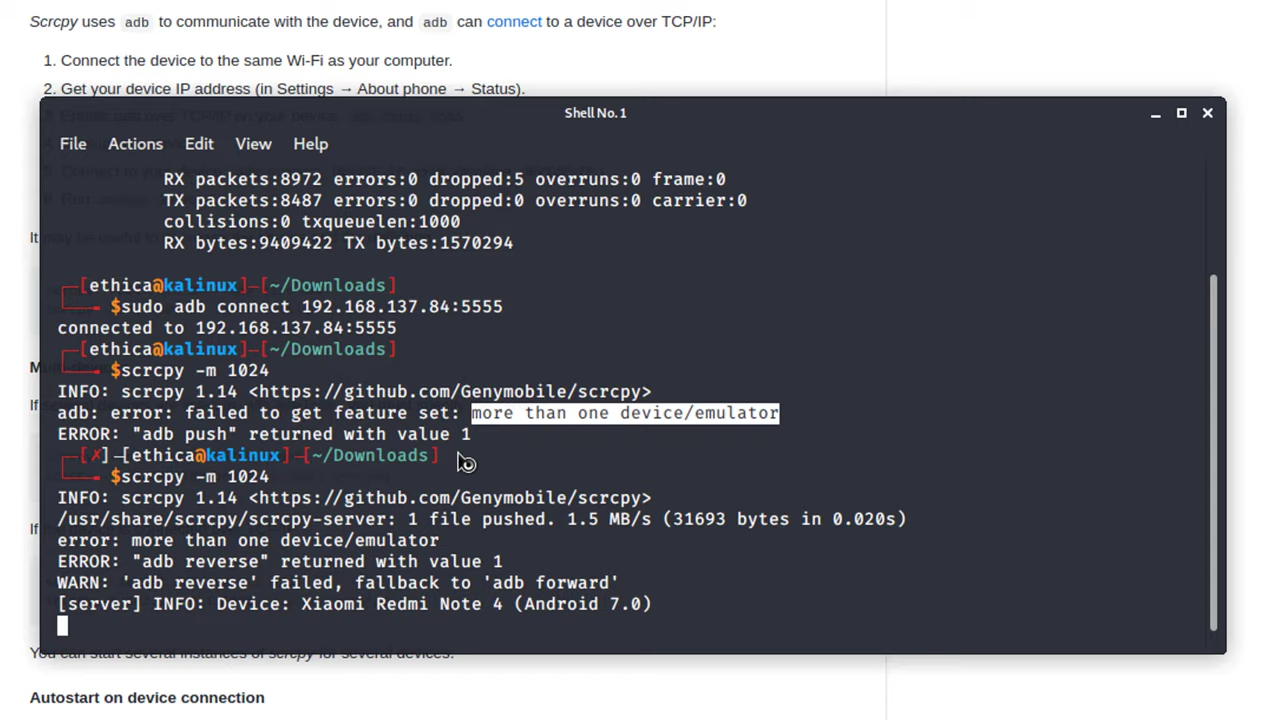 Scrcpy uses adb to communicate with the device, and adb can connect to a device over TCP/IP:
1. Connect the device to the same Wi-Fi as your computer.
2. Get your device IP address (in Settings → About phone → Status).
Shell No.1
File Actions Edit View Help
RX packets:8972 errors:0 dropped:5 overruns:0 frame:0
TX packets:8487 errors:0 dropped:0 overruns:0 carrier:0
collisions:0 txqueuelen:1000
RX bytes:9409422 TX bytes:1570294
[ethica@kalinux]─[~/Downloads]
$sudo adb connect 192.168.137.84:5555
connected to 192.168.137.84:5555
[ethica@kalinux]─[~/Downloads]
$scrcpy -m 1024
INFO: scrcpy 1.14 <https://github.com/Genymobile/scrcpy>
adb: error: failed to get feature set: more than one device/emulator
ERROR: "adb push" returned with value 1
[✗]─[ethica@kalinux]─[~/Downloads]
$scrcpy -m 1024
INFO: scrcpy 1.14 <https://github.com/Genymobile/scrcpy>
/usr/share/scrcpy/scrcpy-server: 1 file pushed. 1.5 MB/s (31693 bytes in 0.020s)
error: more than one device/emulator
ERROR: "adb reverse" returned with value 1
WARN: 'adb reverse' failed, fallback to 'adb forward'
[server] INFO: Device: Xiaomi Redmi Note 4 (Android 7.0)
You can start several instances of scrcpy for several devices.
Autostart on device connection